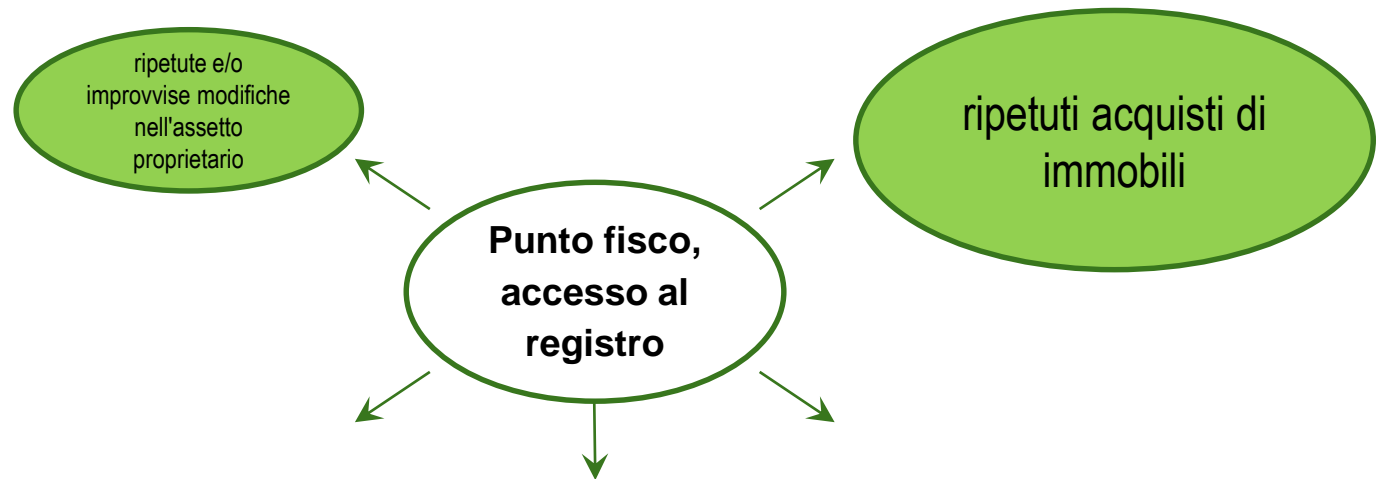 ripetute e/o
improvvise modifiche
nell'assetto
proprietario
ripetuti acquisti di
immobili
Punto fisco,
accesso al
registro